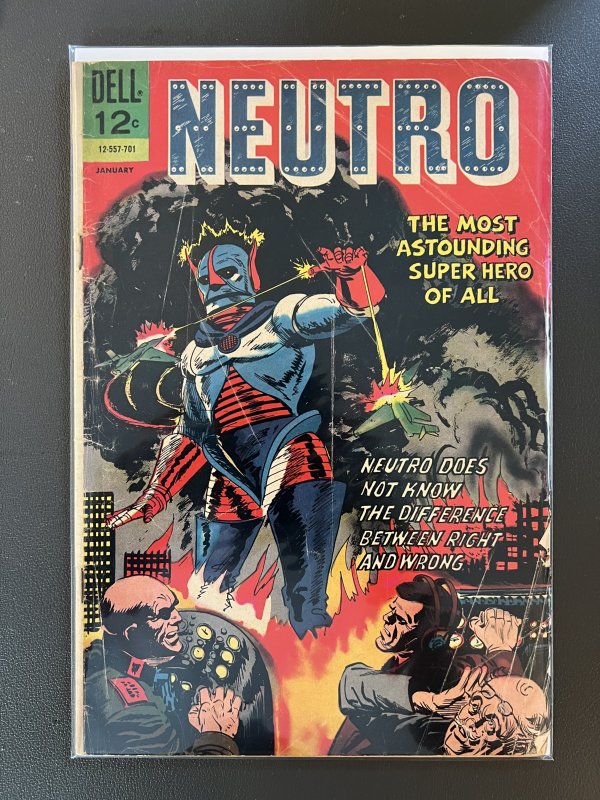 DELL
12c
12-557-701
JANUARY
NEUTRO
THE MOST
ASTOUNDING
SUPER HERO
OF ALL
NEUTRO DOES
NOT KNOW
THE DIFFERENCE
BETWEEN RIGHT
AND WRONG